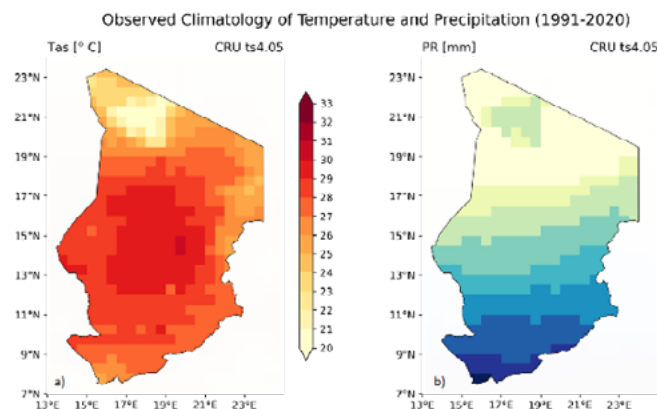 Observed Climatology of Temperature and Precipitation (1991-2020)
Tas [° C] CRU ts4.05
PR [mm] CRU ts4.05
23°N
21°N
19°N
17°N
15°N
13°N
11°N
9°N
7°N
a)
13°E 15°E 17°E 19°E 21°E 23°E
33
32
31
30
29
28
27
26
25
24
23
22
21
20
23°N
21°N
19°N
17°N
15°N
13°N
11°N
9°N
7°N
b)
13°E 15°E 17°E 19°E 21°E 23°E